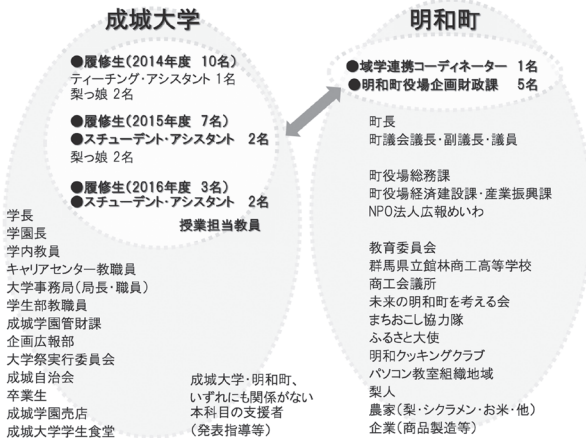 成城大学
●履修生(2014年度 10名)
ティーチング・アシスタント 1名
梨っ娘 2名
●履修生(2015年度 7名)
●スチューデント・アシスタント 2名
梨っ娘 2名
●履修生(2016年度 3名)
●スチューデント・アシスタント 2名
授業担当教員
学長
学園長
学内教員
キャリアセンター教職員
大学事務局(局長・職員)
学生部教職員
成城学園管財課
企画広報部
大学祭実行委員会
成城自治会
卒業生
成城学園売店
成城大学学生食堂
成城大学・明和町、
いずれにも関係がない
本科目の支援者
(発表指導等)
明和町
●域学連携コーディネーター 1名
●明和町役場企画財政課 5名
町長
町議会議長・副議長・議員
町役場総務課
町役場経済建設課・産業振興課
NPO法人広報めいわ
教育委員会
群馬県立館林商工高等学校
商工会議所
未来の明和町を考える会
まちおこし協力隊
ふるさと大使
明和クッキングクラブ
パソコン教室組織地域
梨人
農家(梨・シクラメン・お米・他)
企業(商品製造等)